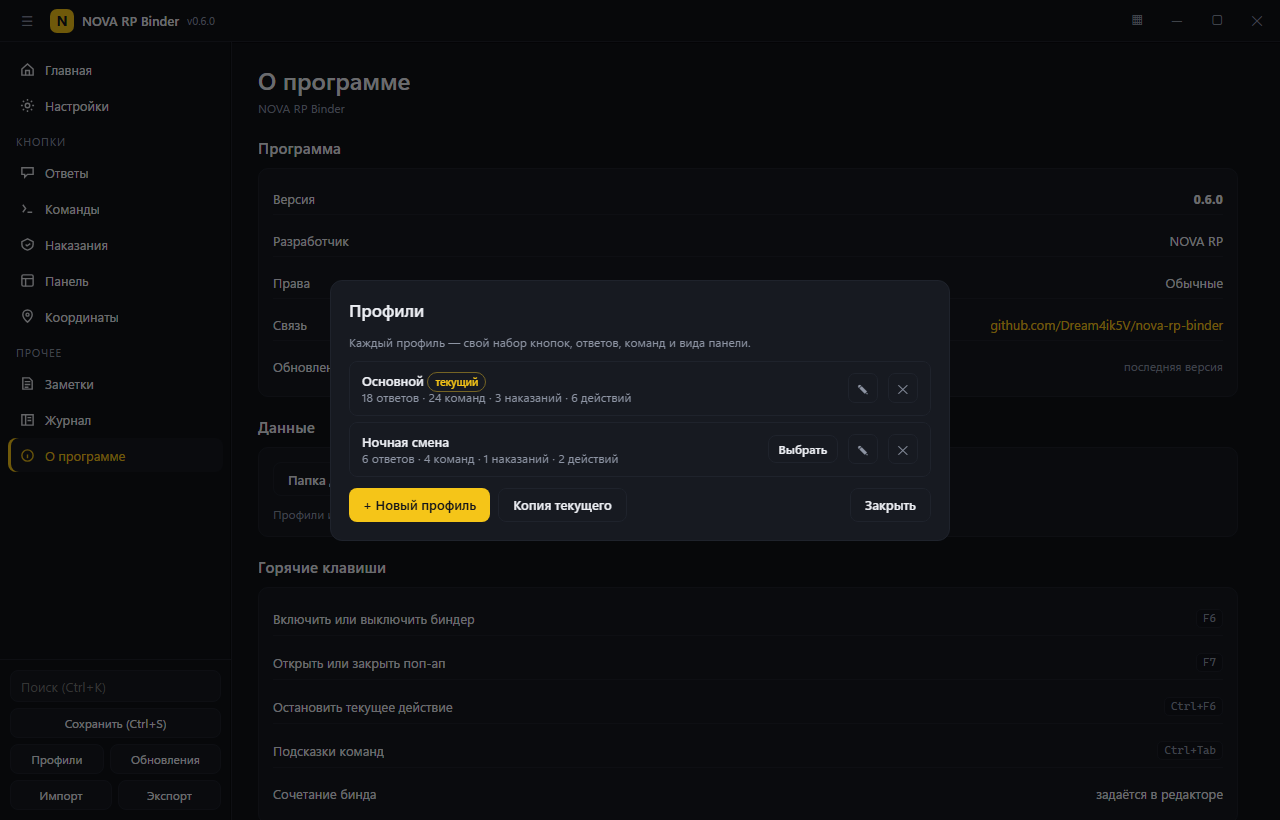 N NOVA RP Binder v0.6.0
Главная
Настройки
КНОПКИ
Ответы
Команды
Наказания
Панель
Координаты
ПРОЧЕЕ
Заметки
Журнал
О программе
Поиск (Ctrl+K)
Сохранить (Ctrl+S)
Профили Обновления
Импорт Экспорт
О программе
NOVA RP Binder
Программа
Версия 0.6.0
Разработчик NOVA RP
Права Обычные
Связь github.com/Dream4ik5V/nova-rp-binder
последняя версия
Данные
Папка
Профили
Профили
Каждый профиль — свой набор кнопок, ответов, команд и вида панели.
Основной текущий
18 ответов · 24 команд · 3 наказаний · 6 действий
Ночная смена Выбрать
6 ответов · 4 команд · 1 наказаний · 2 действий
+ Новый профиль Копия текущего Закрыть
Горячие клавиши
Включить или выключить биндер F6
Открыть или закрыть поп-ап F7
Остановить текущее действие Ctrl+F6
Подсказки команд Ctrl+Tab
Сочетание бинда задаётся в редакторе